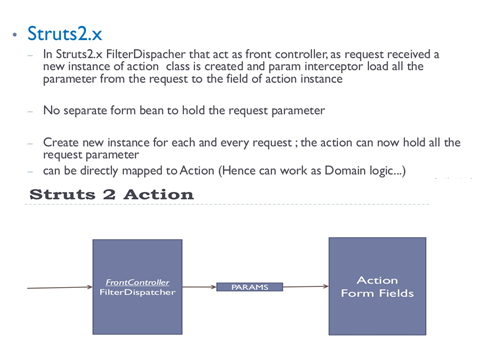 • Struts2.x
– In Struts2.x FilterDispacher that act as front controller, as request received a
new instance of action class is created and param interceptor load all the
parameter from the request to the field of action instance
– No separate form bean to hold the request parameter
– Create new instance for each and every request ; the action can now hold all the
request parameter
– can be directly mapped to Action (Hence can work as Domain logic...)
Struts 2 Action
FrontController
FilterDispatcher
PARAMS
Action
Form Fields